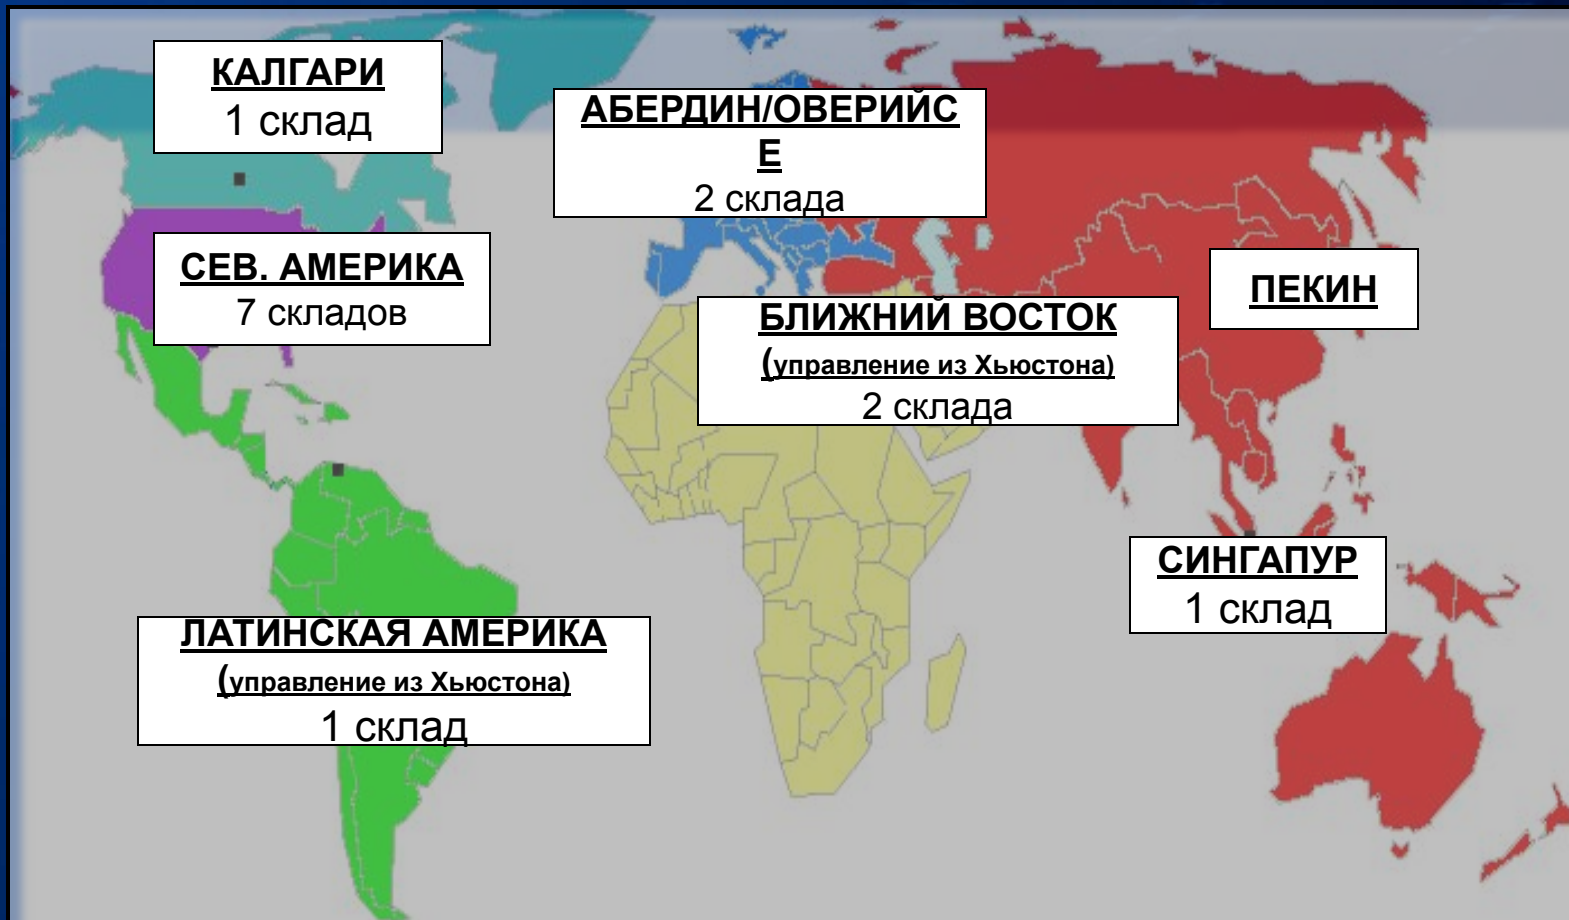 КАЛГАРИ
1 склад
АБЕРДИН/ОВЕРИЙС
Е
2 склада
СЕВ. АМЕРИКА
7 складов
ПЕКИН
БЛИЖНИЙ ВОСТОК
(управление из Хьюстона)
2 склада
СИНГАПУР
1 склад
ЛАТИНСКАЯ АМЕРИКА
(управление из Хьюстона)
1 склад